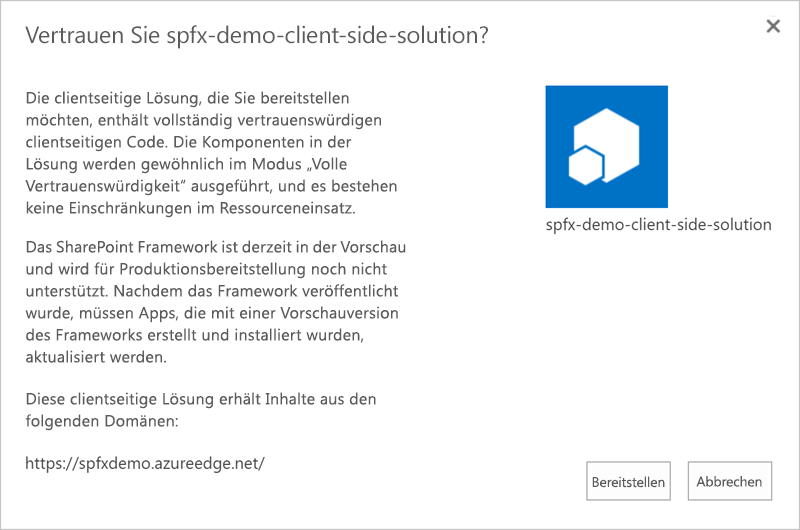 Vertrauen Sie spfx-demo-client-side-solution?
Die clientseitige Lösung, die Sie bereitstellen
möchten, enthält vollständig vertrauenswürdigen
clientseitigen Code. Die Komponenten in der
Lösung werden gewöhnlich im Modus „Volle
Vertrauenswürdigkeit“ ausgeführt, und es bestehen
keine Einschränkungen im Ressourceneinsatz.
spfx-demo-client-side-solution
Das SharePoint Framework ist derzeit in der Vorschau
und wird für Produktionsbereitstellung noch nicht
unterstützt. Nachdem das Framework veröffentlicht
wurde, müssen Apps, die mit einer Vorschauversion
des Frameworks erstellt und installiert wurden,
aktualisiert werden.
Diese clientseitige Lösung erhält Inhalte aus den
folgenden Domänen:
https://spfxdemo.azureedge.net/
Bereitstellen
Abbrechen